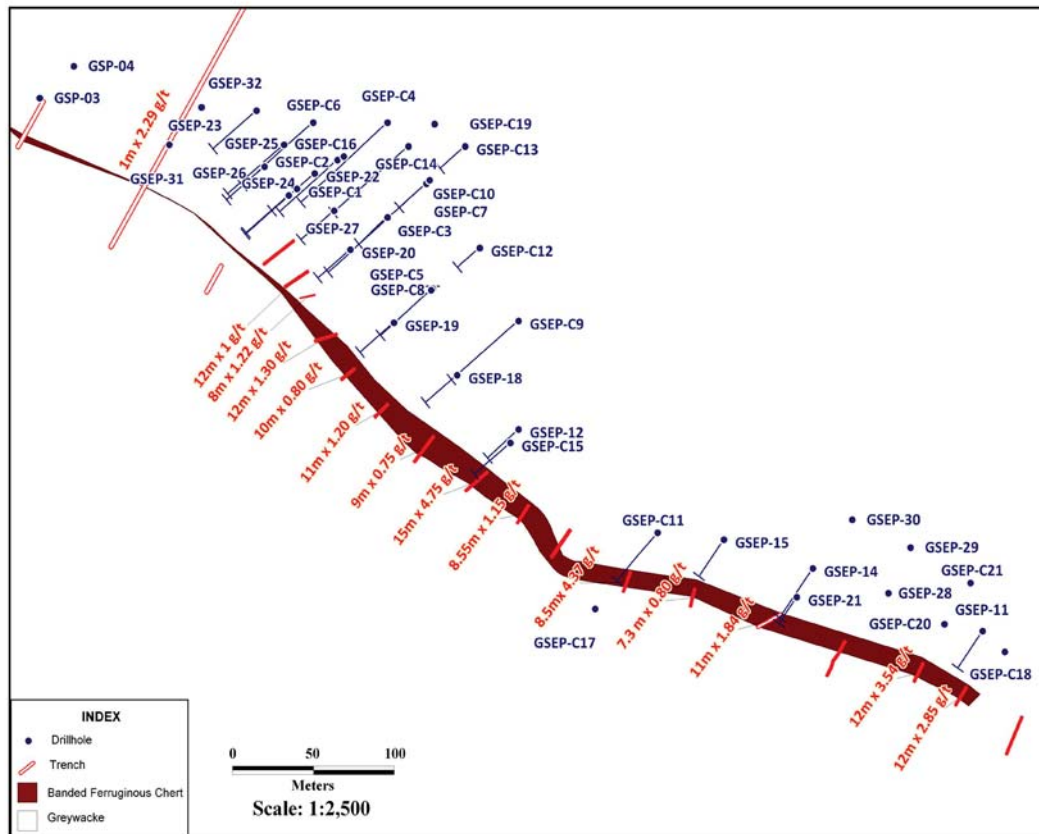 GSP-04
GSP-03
1m x 2.29 g/t
GSEP-32
GSEP-23
GSEP-31
GSEP-C6
GSEP-C4
GSEP-25
GSEP-C16
GSEP-C19
GSEP-26
GSEP-C2
GSEP-C14
GSEP-C13
GSEP-24
GSEP-22
GSEP-C1
GSEP-C10
GSEP-C7
GSEP-27
GSEP-C3
GSEP-20
GSEP-C12
GSEP-C5
GSEP-C8
GSEP-19
GSEP-C9
GSEP-18
12m x 1 g/t
8m x 1.22 g/t
12m x 1.30 g/t
10m x 0.80 g/t
11m x 1.20 g/t
9m x 0.75 g/t
15m x 4.75 g/t
8.55m x 1.15 g/t
GSEP-12
GSEP-C15
GSEP-C11
GSEP-15
GSEP-30
GSEP-29
GSEP-14
GSEP-C21
GSEP-21
GSEP-28
GSEP-11
GSEP-C20
GSEP-C17
GSEP-C18
8.5m x 4.37 g/t
7.3 m x 0.80 g/t
11m x 1.84 g/t
12m x 3.54 g/t
12m x 2.85 g/t
INDEX
Drillhole
Trench
Banded Ferruginous Chert
Greywacke
0 50 100
Meters
Scale: 1:2,500